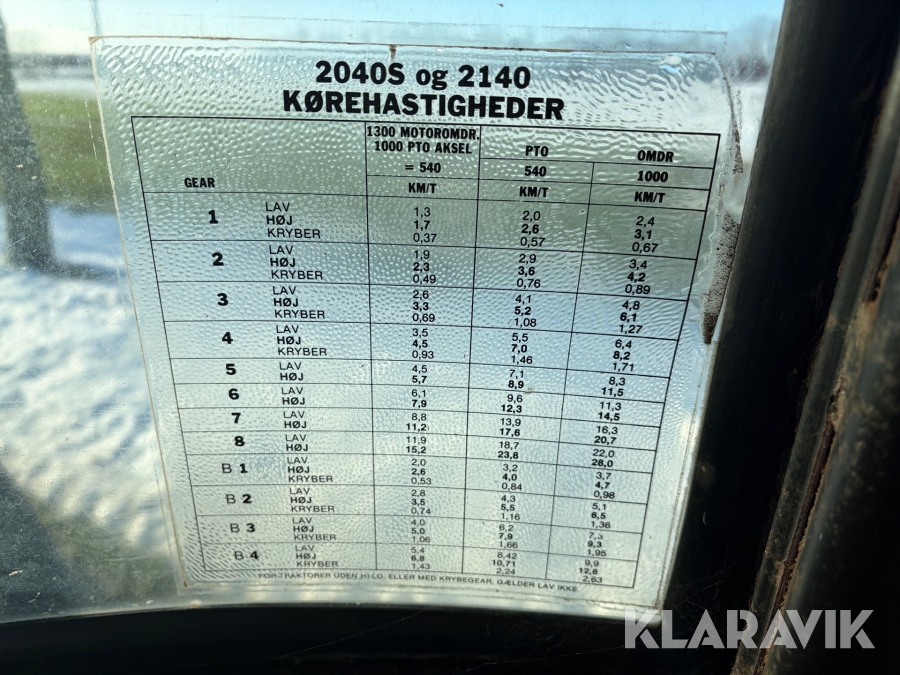 2040S og 2140
KØREHASTIGHEDER
GEAR 1300 MOTOROMDR. 1000 PTO AKSEL = 540 KM/T PTO 540 KM/T OMDR 1000 KM/T
1 LAV 1,3 2,0 2,4
HØJ 1,7 2,6 3,1
KRYBER 0,37 0,57 0,67
2 LAV 1,9 2,9 3,4
HØJ 2,3 3,6 4,2
KRYBER 0,49 0,76 0,89
3 LAV 2,6 4,1 4,8
HØJ 3,3 5,2 6,1
KRYBER 0,69 1,08 1,27
4 LAV 3,5 5,5 6,4
HØJ 4,5 7,0 8,2
KRYBER 0,93 1,46 1,71
5 LAV 4,5 7,1 8,3
HØJ 5,7 8,9 11,5
6 LAV 6,1 9,6 11,3
HØJ 7,9 12,3 14,5
7 LAV 8,8 13,9 16,3
HØJ 11,2 17,6 20,7
8 LAV 11,9 18,7 22,0
HØJ 15,2 23,8 28,0
B 1 LAV 2,0 3,2 3,7
HØJ 2,6 4,0 4,7
KRYBER 0,53 0,84 0,98
B 2 LAV 2,8 4,3 5,1
HØJ 3,5 5,5 6,5
KRYBER 0,74 1,16 1,36
B 3 LAV 4,0 6,2 7,3
HØJ 5,0 7,9 9,3
KRYBER 1,06 1,66 1,95
B 4 LAV 5,4 8,42 9,9
HØJ 6,8 10,71 12,6
KRYBER 1,43 2,24 2,63
FOR TRAKTORER UDEN HI-LO, ELLER MED KRYBEGEAR, GÆLDER LAV IKKE
KLARAVIK